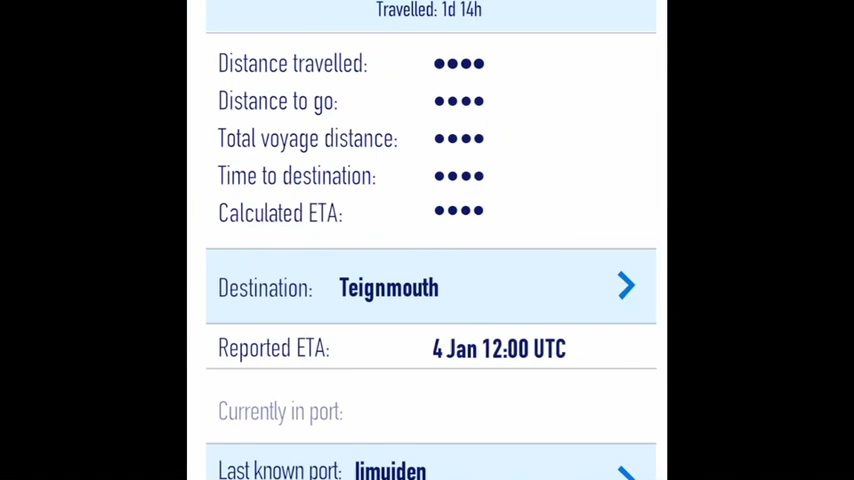 Travelled: 1d 14h
Distance travelled: ••••
Distance to go: ••••
Total voyage distance: ••••
Time to destination: ••••
Calculated ETA: ••••
Destination: Teignmouth
Reported ETA: 4 Jan 12:00 UTC
Currently in port:
Last known port: Ijmuiden